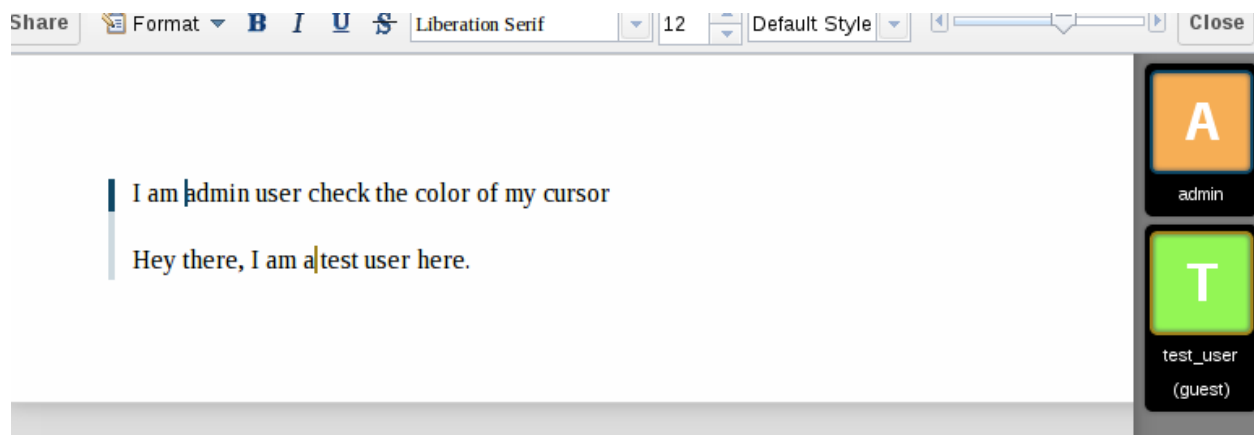 Share Format B I U S Liberation Serif 12 Default Style Close
A
I am admin user check the color of my cursor
admin
Hey there, I am a test user here.
T
test_user
(guest)